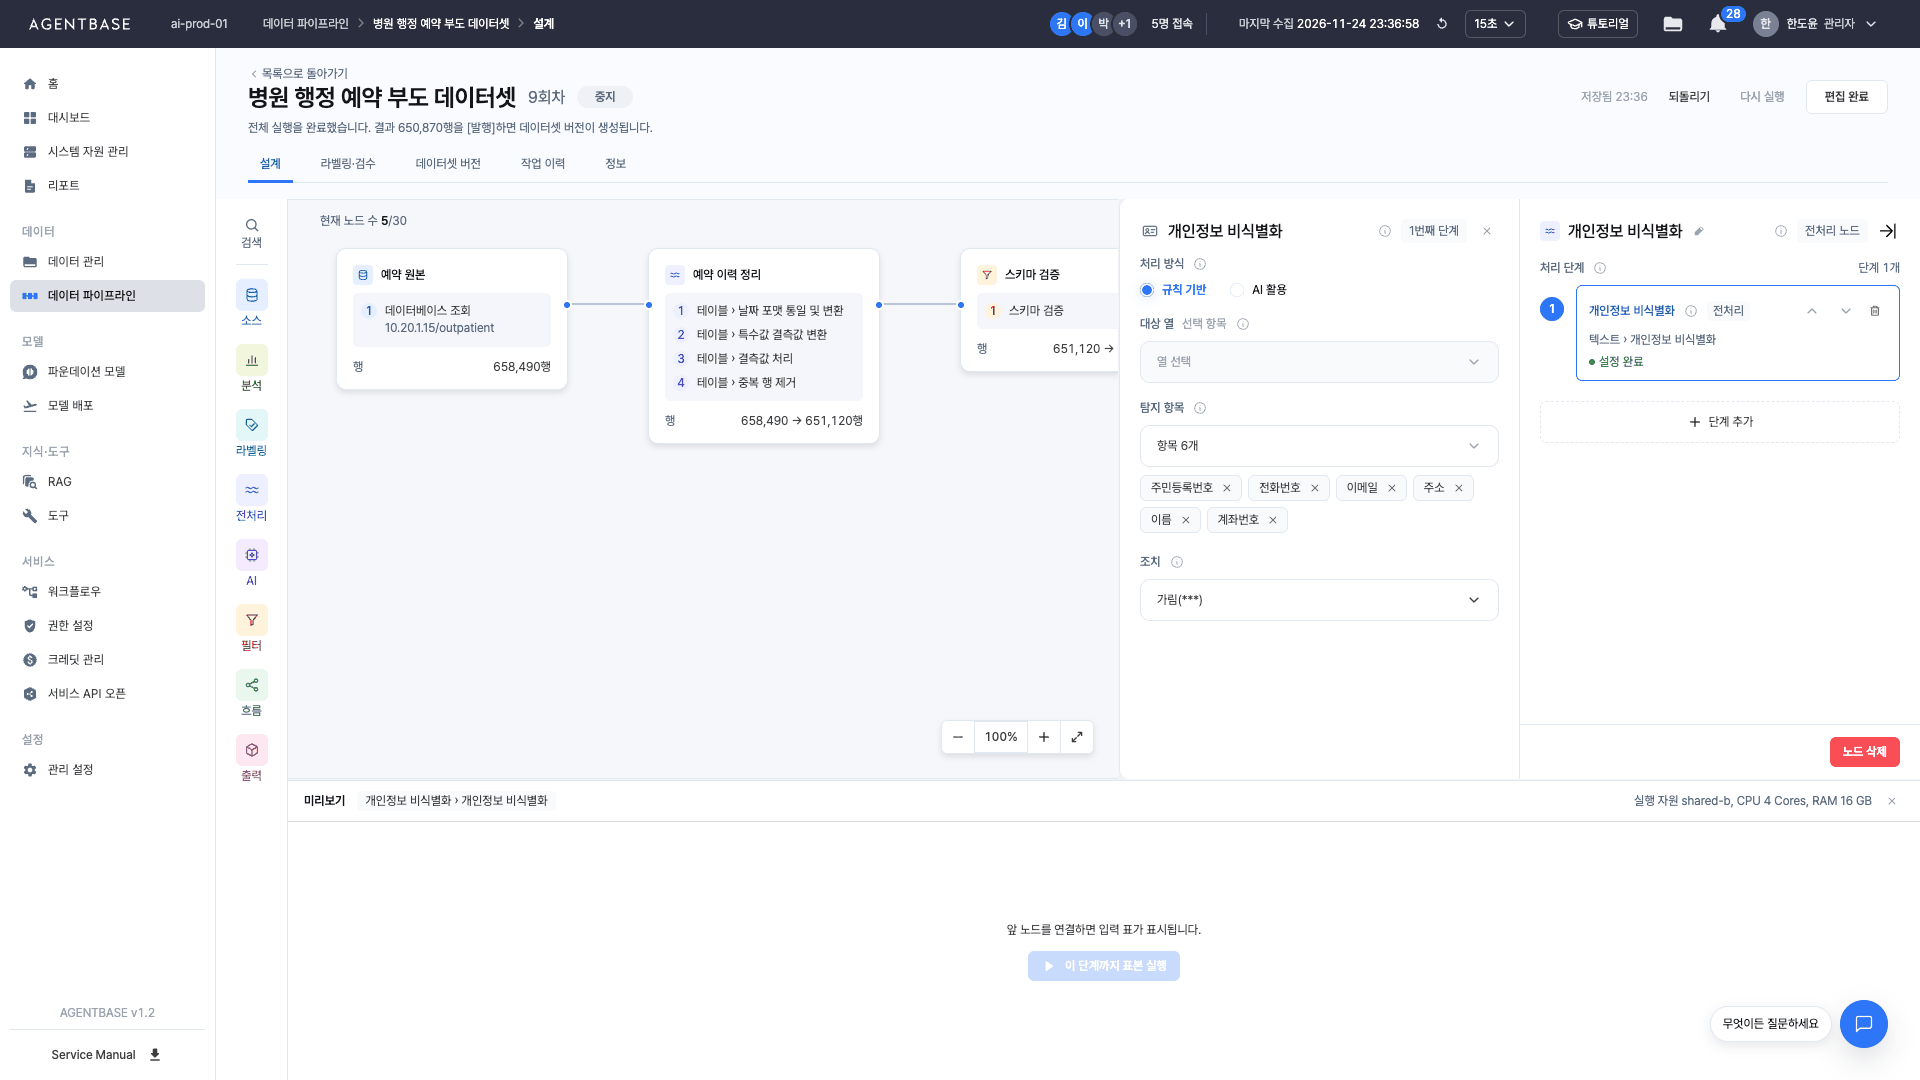 AGENTBASE
ai-prod-01
데이터 파이프라인 > 병원 행정 예약 부도 데이터셋 > 설계
김 이 박 +1 5명 접속
마지막 수집 2026-11-24 23:36:58
15초
튜토리얼
28
한 한도윤 관리자
홈
대시보드
시스템 자원 관리
리포트
데이터
데이터 관리
데이터 파이프라인
모델
파운데이션 모델
모델 배포
지식·도구
RAG
도구
서비스
워크플로우
권한 설정
크레딧 관리
서비스 API 오픈
설정
관리 설정
AGENTBASE v1.2
Service Manual
목록으로 돌아가기
병원 행정 예약 부도 데이터셋 9회차 중지
전체 실행을 완료했습니다. 결과 650,870행을 [발행]하면 데이터셋 버전이 생성됩니다.
저장됨 23:36 되돌리기 다시 실행 편집 완료
설계 라벨링·검수 데이터셋 버전 작업 이력 정보
검색
소스
분석
라벨링
전처리
AI
필터
흐름
출력
현재 노드 수 5/30
예약 원본
1 데이터베이스 조회
10.20.1.15/outpatient
행 658,490행
예약 이력 정리
1 테이블 › 날짜 포맷 통일 및 변환
2 테이블 › 특수값 결측값 변환
3 테이블 › 결측값 처리
4 테이블 › 중복 행 제거
행 658,490 → 651,120행
스키마 검증
1 스키마 검증
행 651,120 →
100%
개인정보 비식별화 1번째 단계
처리 방식
규칙 기반 AI 활용
대상 열 선택 항목
열 선택
탐지 항목
항목 6개
주민등록번호 전화번호 이메일 주소
이름 계좌번호
조치
가림(***)
개인정보 비식별화 전처리 노드
처리 단계 단계 1개
1 개인정보 비식별화 전처리
텍스트 › 개인정보 비식별화
설정 완료
단계 추가
노드 삭제
미리보기 개인정보 비식별화 › 개인정보 비식별화
실행 자원 shared-b, CPU 4 Cores, RAM 16 GB
앞 노드를 연결하면 입력 표가 표시됩니다.
이 단계까지 표본 실행
무엇이든 질문하세요